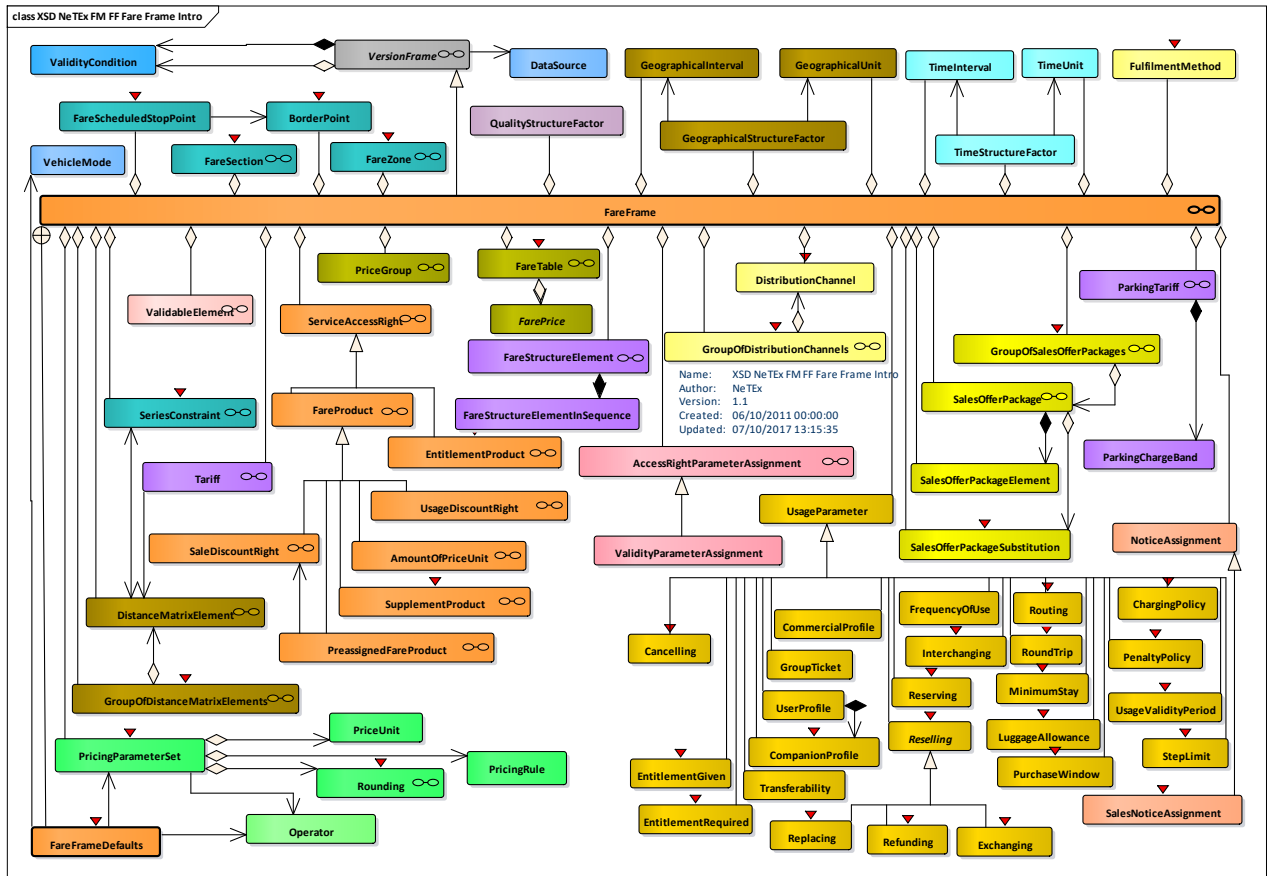 class XSD NeTEx FM FF Fare Frame Intro
ValidityCondition
VersionFrame
DataSource
GeographicalInterval
GeographicalUnit
TimeInterval
TimeUnit
FulfilmentMethod
FareScheduledStopPoint
BorderPoint
QualityStructureFactor
GeographicalStructureFactor
TimeStructureFactor
VehicleMode
FareSection
FareZone
FareFrame
PriceGroup
FareTable
DistributionChannel
ParkingTariff
ValidableElement
ServiceAccessRight
FarePrice
FareStructureElement
GroupOfDistributionChannels
GroupOfSalesOfferPackages
Name: XSD NeTEx FM FF Fare Frame Intro
Author: NeTEx
Version: 1.1
Created: 06/10/2011 00:00:00
Updated: 07/10/2017 13:15:35
SeriesConstraint
FareProduct
FareStructureElementInSequence
SalesOfferPackage
EntitlementProduct
AccessRightParameterAssignment
ParkingChargeBand
Tariff
SalesOfferPackageElement
UsageDiscountRight
UsageParameter
SaleDiscountRight
AmountOfPriceUnit
ValidityParameterAssignment
SalesOfferPackageSubstitution
NoticeAssignment
DistanceMatrixElement
SupplementProduct
PreassignedFareProduct
Cancelling
CommercialProfile
FrequencyOfUse
Routing
ChargingPolicy
GroupTicket
Interchanging
RoundTrip
PenaltyPolicy
GroupOfDistanceMatrixElements
UserProfile
Reserving
MinimumStay
UsageValidityPeriod
PriceUnit
Reselling
LuggageAllowance
PricingParameterSet
CompanionProfile
StepLimit
PricingRule
EntitlementGiven
PurchaseWindow
Rounding
Transferability
Operator
EntitlementRequired
SalesNoticeAssignment
FareFrameDefaults
Replacing
Refunding
Exchanging